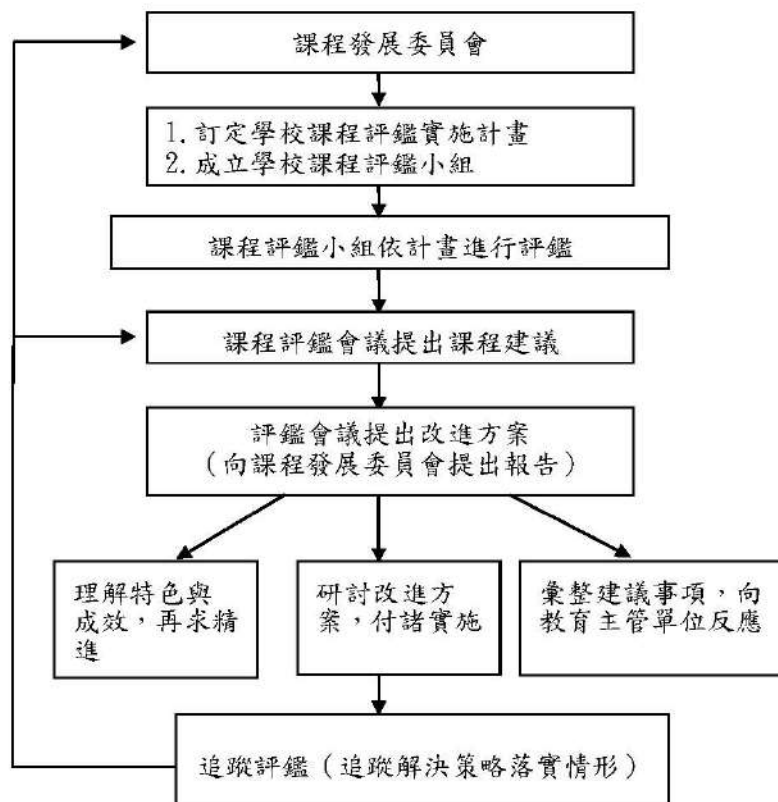 課程發展委員會
1.訂定學校課程評鑑實施計畫
2.成立學校課程評鑑小組
課程評鑑小組依計畫進行評鑑
課程評鑑會議提出課程建議
評鑑會議提出改進方案
（向課程發展委員會提出報告）
理解特色與
成效，再求精
進
研討改進方
案，付諸實施
彙整建議事項，向
教育主管單位反應
追蹤評鑑（追蹤解決策略落實情形）